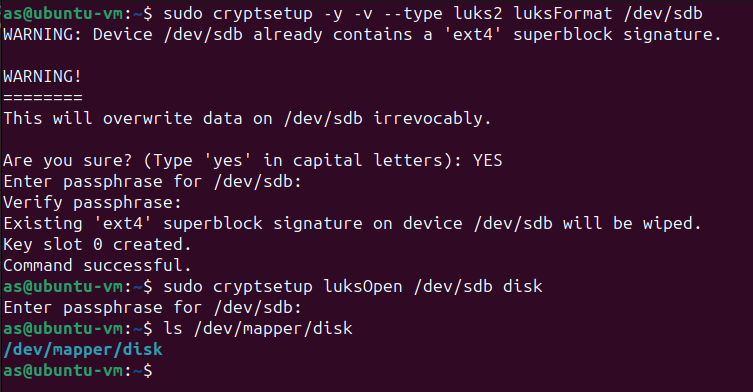 as@ubuntu-vm:~$ sudo cryptsetup -y -v --type luks2 luksFormat /dev/sdb
WARNING: Device /dev/sdb already contains a 'ext4' superblock signature.
WARNING!
========
This will overwrite data on /dev/sdb irrevocably.
Are you sure? (Type 'yes' in capital letters): YES
Enter passphrase for /dev/sdb:
Verify passphrase:
Existing 'ext4' superblock signature on device /dev/sdb will be wiped.
Key slot 0 created.
Command successful.
as@ubuntu-vm:~$ sudo cryptsetup luksOpen /dev/sdb disk
Enter passphrase for /dev/sdb:
as@ubuntu-vm:~$ ls /dev/mapper/disk
/dev/mapper/disk
as@ubuntu-vm:~$